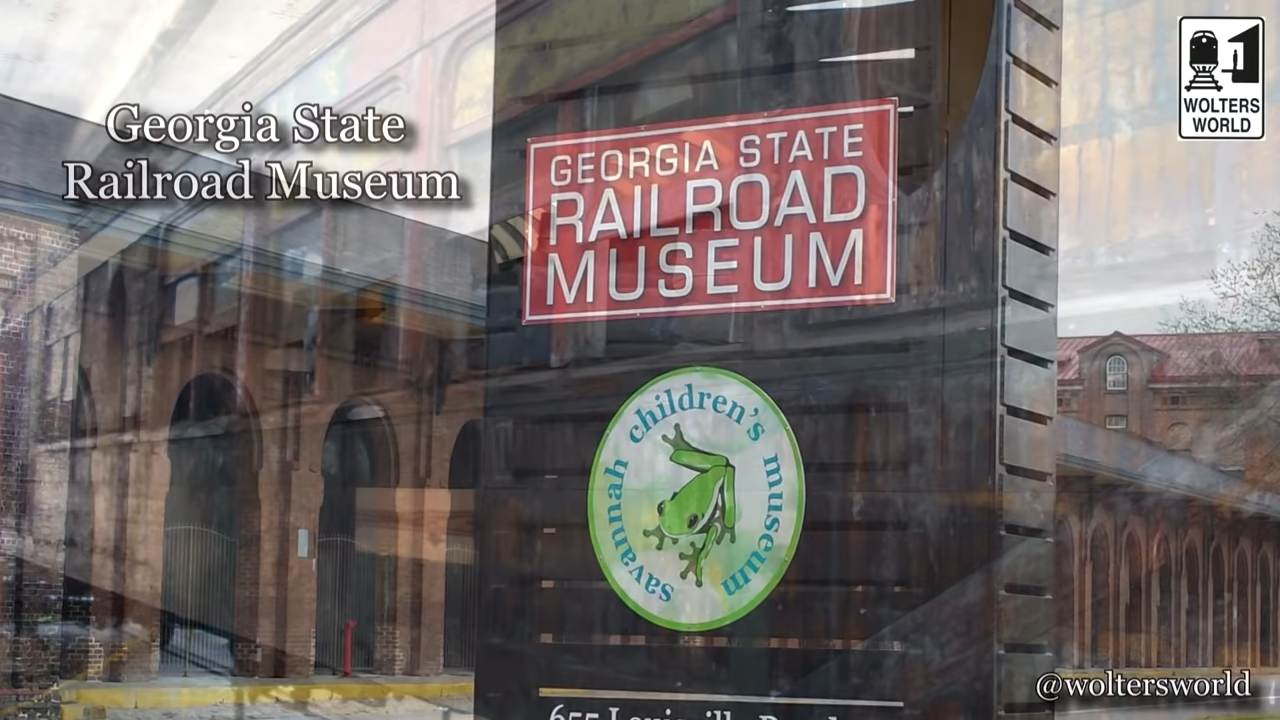 Georgia State
Railroad Museum
GEORGIA STATE
RAILROAD
MUSEUM
savannah children's museum
WOLTERS
WORLD
@woltersworld